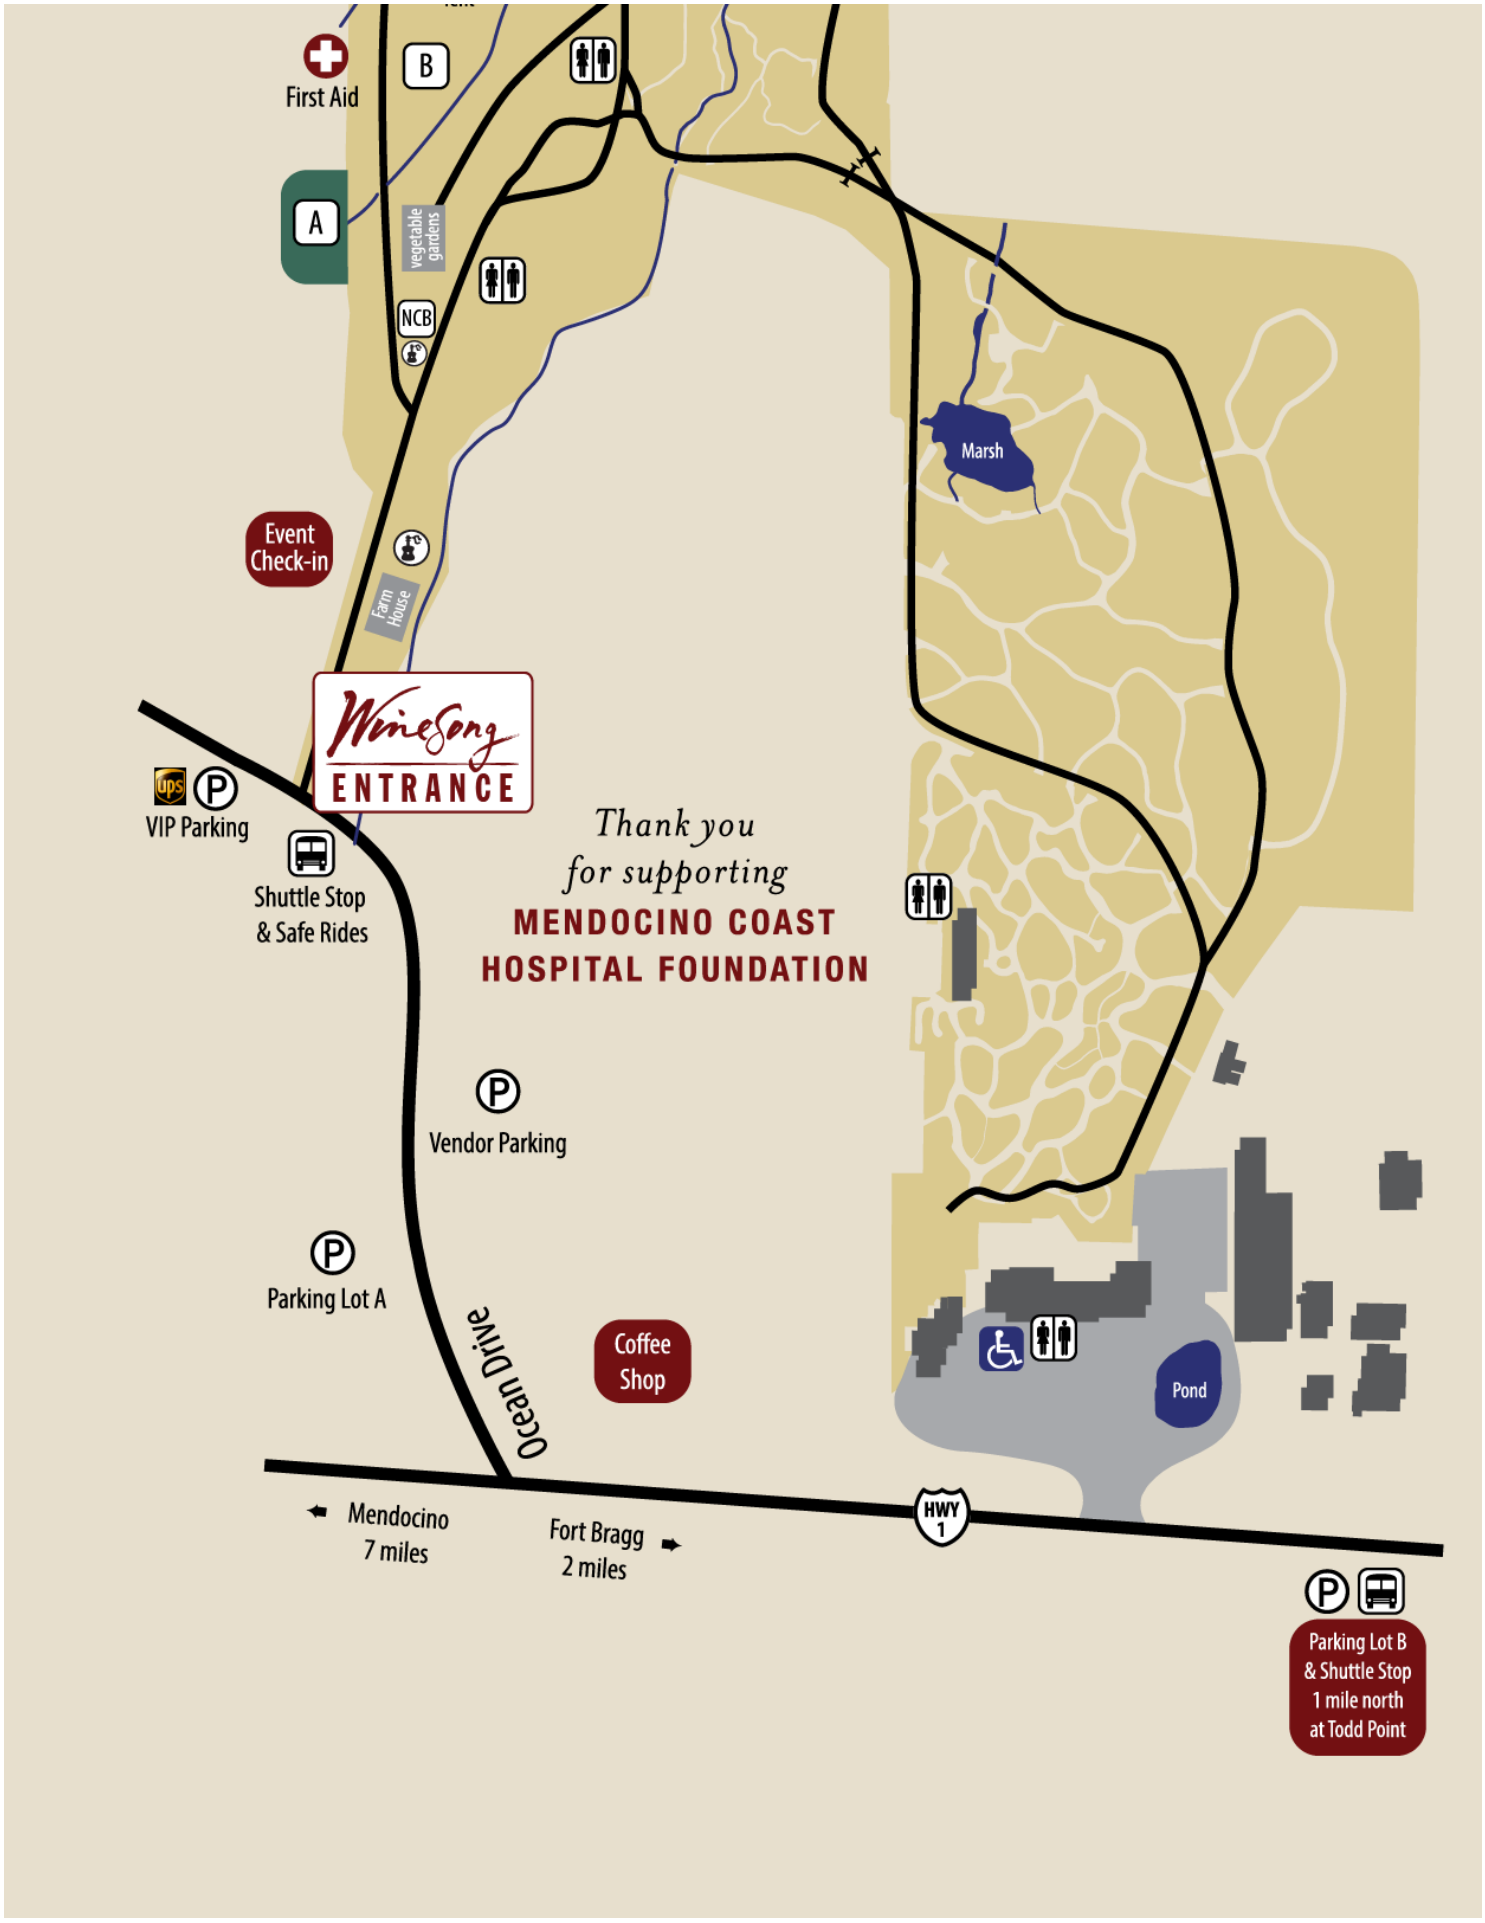 First Aid
B
A
vegetable
gardens
NCB
Marsh
Event
Check-in
Farm
House
WineSong
ENTRANCE
ups
P
VIP Parking
Shuttle Stop
& Safe Rides
Thank you
for supporting
MENDOCINO COAST
HOSPITAL FOUNDATION
P
Vendor Parking
P
Parking Lot A
Ocean Drive
Coffee
Shop
Pond
HWY
1
Mendocino
7 miles
Fort Bragg
2 miles
P
Parking Lot B
& Shuttle Stop
1 mile north
at Todd Point